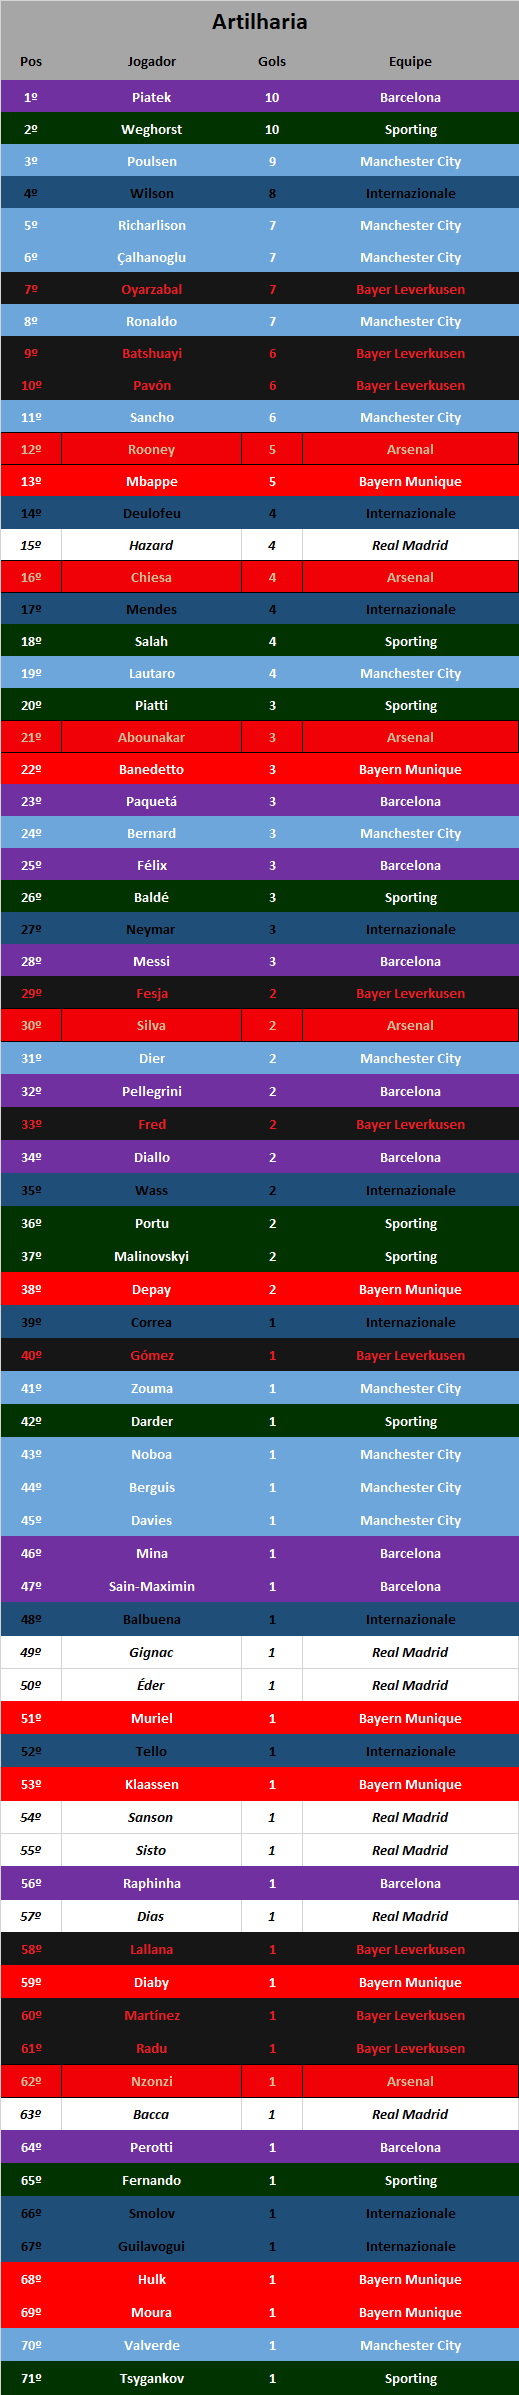 Artilharia
Pos Jogador Gols Equipe
1º Piatek 10 Barcelona
2º Weghorst 10 Sporting
3º Poulsen 9 Manchester City
4º Wilson 8 Internazionale
5º Richarlison 7 Manchester City
6º Çalhanoglu 7 Manchester City
7º Oyarzabal 7 Bayer Leverkusen
8º Ronaldo 7 Manchester City
9º Batshuayi 6 Bayer Leverkusen
10º Pavón 6 Bayer Leverkusen
11º Sancho 6 Manchester City
12º Rooney 5 Arsenal
13º Mbappe 5 Bayern Munique
14º Deulofeu 4 Internazionale
15º Hazard 4 Real Madrid
16º Chiesa 4 Arsenal
17º Mendes 4 Internazionale
18º Salah 4 Sporting
19º Lautaro 4 Manchester City
20º Piatti 3 Sporting
21º Abounakar 3 Arsenal
22º Banedetto 3 Bayern Munique
23º Paquetá 3 Barcelona
24º Bernard 3 Manchester City
25º Félix 3 Barcelona
26º Baldé 3 Sporting
27º Neymar 3 Internazionale
28º Messi 3 Barcelona
29º Fesja 2 Bayer Leverkusen
30º Silva 2 Arsenal
31º Dier 2 Manchester City
32º Pellegrini 2 Barcelona
33º Fred 2 Bayer Leverkusen
34º Diallo 2 Barcelona
35º Wass 2 Internazionale
36º Portu 2 Sporting
37º Malinovskyi 2 Sporting
38º Depay 2 Bayern Munique
39º Correa 1 Internazionale
40º Gómez 1 Bayer Leverkusen
41º Zouma 1 Manchester City
42º Darder 1 Sporting
43º Noboa 1 Manchester City
44º Berguis 1 Manchester City
45º Davies 1 Manchester City
46º Mina 1 Barcelona
47º Sain-Maximin 1 Barcelona
48º Balbuena 1 Internazionale
49º Gignac 1 Real Madrid
50º Éder 1 Real Madrid
51º Muriel 1 Bayern Munique
52º Tello 1 Internazionale
53º Klaassen 1 Bayern Munique
54º Sanson 1 Real Madrid
55º Sisto 1 Real Madrid
56º Raphinha 1 Barcelona
57º Dias 1 Real Madrid
58º Lallana 1 Bayer Leverkusen
59º Diaby 1 Bayern Munique
60º Martínez 1 Bayer Leverkusen
61º Radu 1 Bayer Leverkusen
62º Nzonzi 1 Arsenal
63º Bacca 1 Real Madrid
64º Perotti 1 Barcelona
65º Fernando 1 Sporting
66º Smolov 1 Internazionale
67º Guilavogui 1 Internazionale
68º Hulk 1 Bayern Munique
69º Moura 1 Bayern Munique
70º Valverde 1 Manchester City
71º Tsygankov 1 Sporting